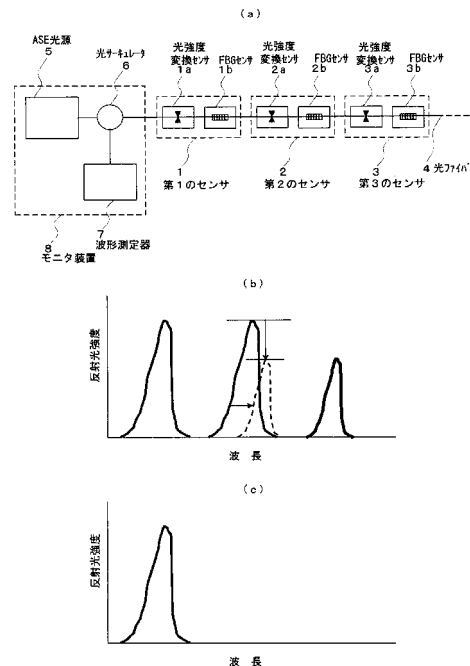 (a)
ASE光源
5
光サーキュレータ
6
光強度
変換センサ
1a
FBGセンサ
1b
光強度
変換センサ
2a
FBGセンサ
2b
光強度
変換センサ
3a
FBGセンサ
3b
1
第1のセンサ
2
第2のセンサ
3
第3のセンサ
4 光ファイバ
7
波形測定器
8
モニタ装置
(b)
反射光強度
波 長
(c)
反射光強度
波 長